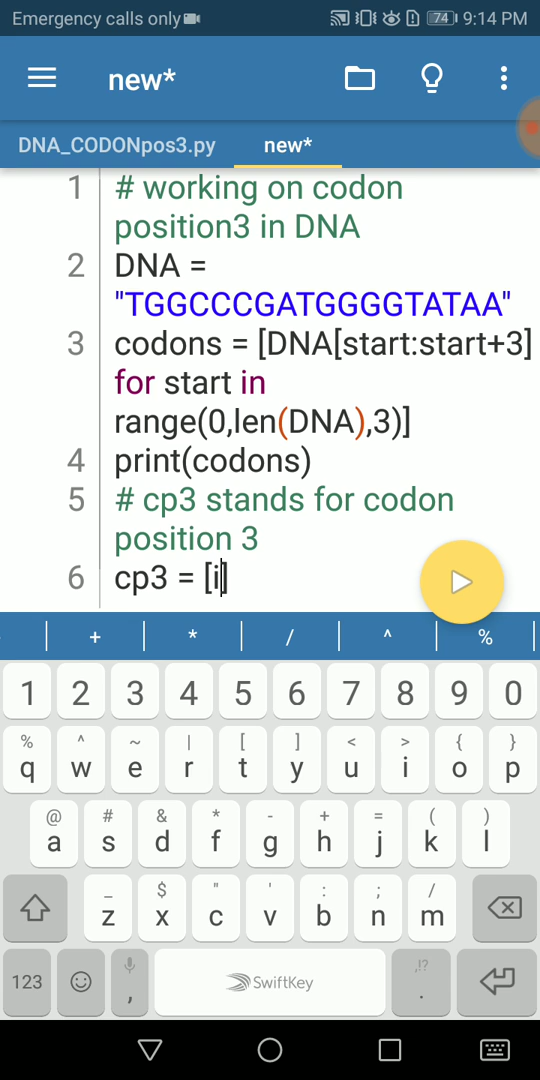 Emergency calls only 74 9:14 PM
new*
DNA_CODONpos3.py new*
1 # working on codon
position3 in DNA
2 DNA =
"TGGCCCGATGGGGTATAA"
3 codons = [DNA[start:start+3]
for start in
range(0,len(DNA),3)]
4 print(codons)
5 # cp3 stands for codon
position 3
6 cp3 = [i]
+ * / ^ %
1 2 3 4 5 6 7 8 9 0
% ^ ~ | [ ] < > { }
q w e r t y u i o p
@ # & * - + = ( )
a s d f g h j k l
_ $ " ' : ; /
z x c v b n m
,!?
123 , SwiftKey .